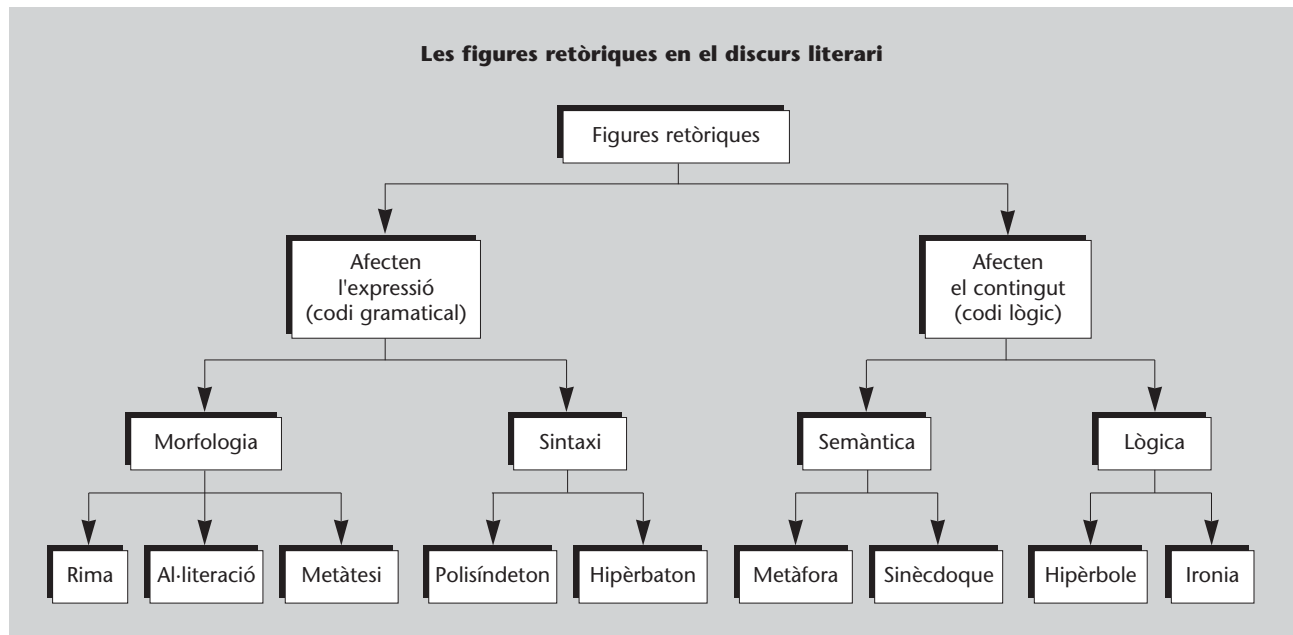 Les figures retòriques en el discurs literari
Figures retòriques
Afecten
l'expressió
(codi gramatical)
Afecten
el contingut
(codi lògic)
Morfologia
Sintaxi
Semàntica
Lògica
Rima
Al·literació
Metàtesi
Polisíndeton
Hipèrbaton
Metàfora
Sinècdoque
Hipèrbole
Ironia